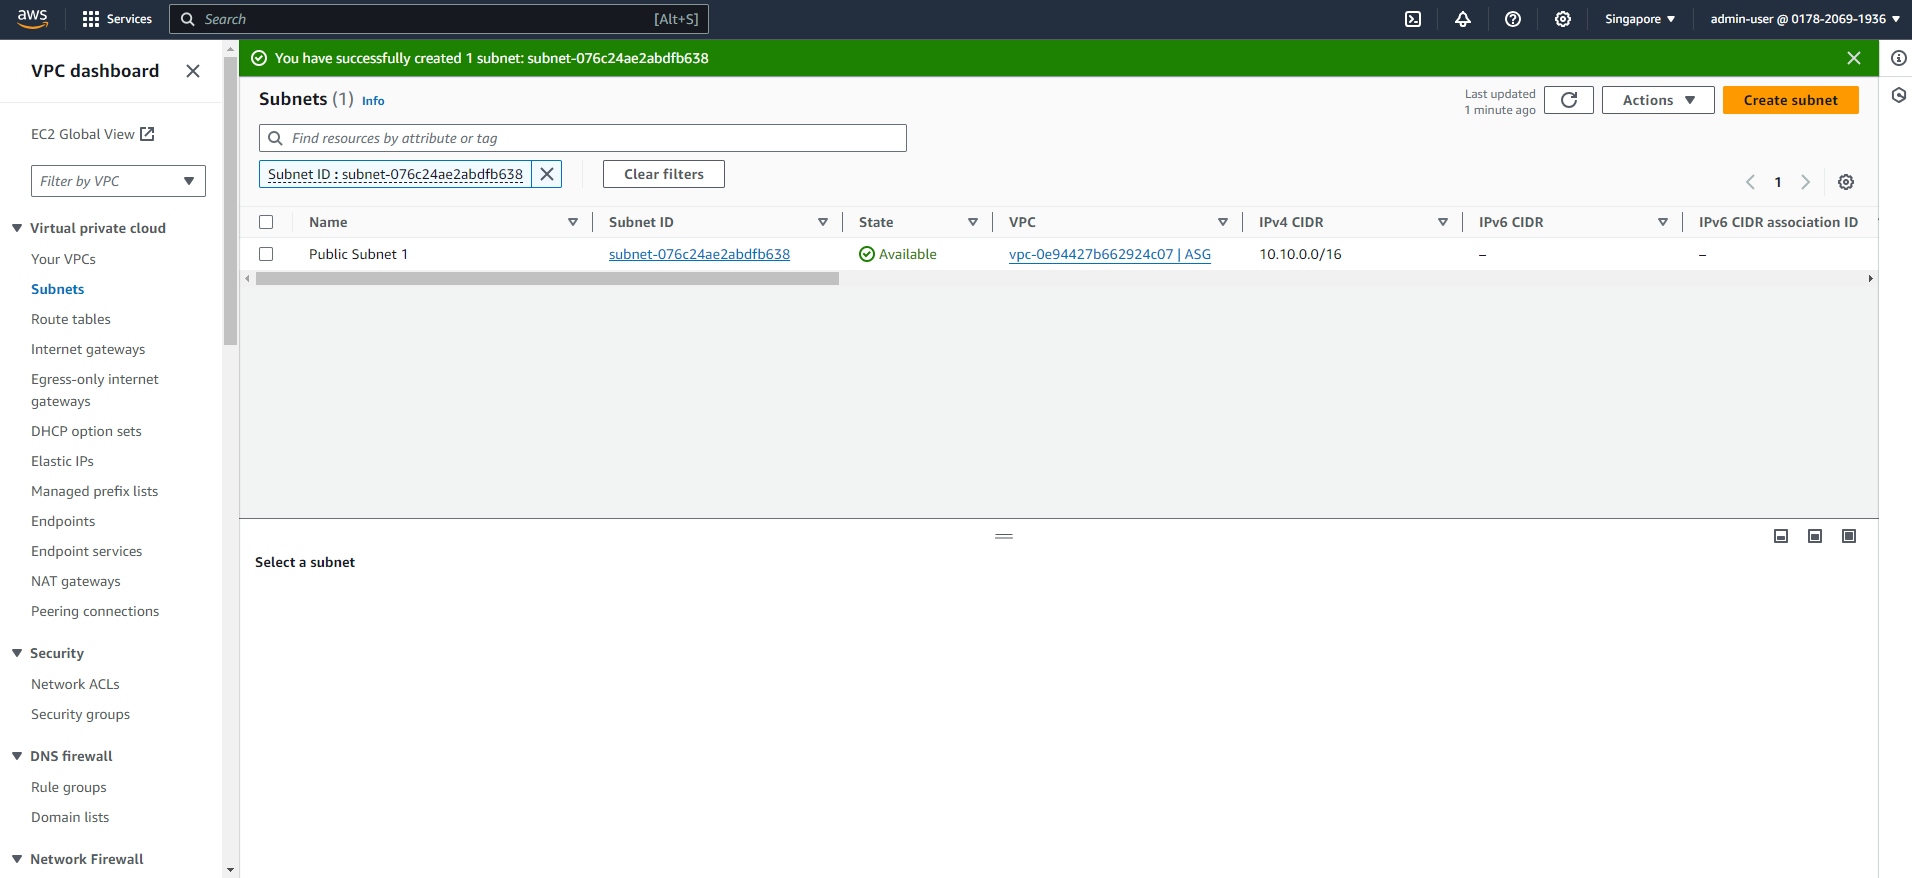 aws
Services
Search
[Alt+S]
Singapore
admin-user @ 0178-2069-1936
VPC dashboard
EC2 Global View
Filter by VPC
Virtual private cloud
Your VPCs
Subnets
Route tables
Internet gateways
Egress-only internet
gateways
DHCP option sets
Elastic IPs
Managed prefix lists
Endpoints
Endpoint services
NAT gateways
Peering connections
Security
Network ACLs
Security groups
DNS firewall
Rule groups
Domain lists
Network Firewall
You have successfully created 1 subnet: subnet-076c24ae2abdfb638
Subnets (1) Info
Last updated
1 minute ago
Actions
Create subnet
Find resources by attribute or tag
Subnet ID : subnet-076c24ae2abdfb638
Clear filters
1
Name Subnet ID State VPC IPv4 CIDR IPv6 CIDR IPv6 CIDR association ID
Public Subnet 1 subnet-076c24ae2abdfb638 Available vpc-0e94427b662924c07 | ASG 10.10.0.0/16 – –
Select a subnet